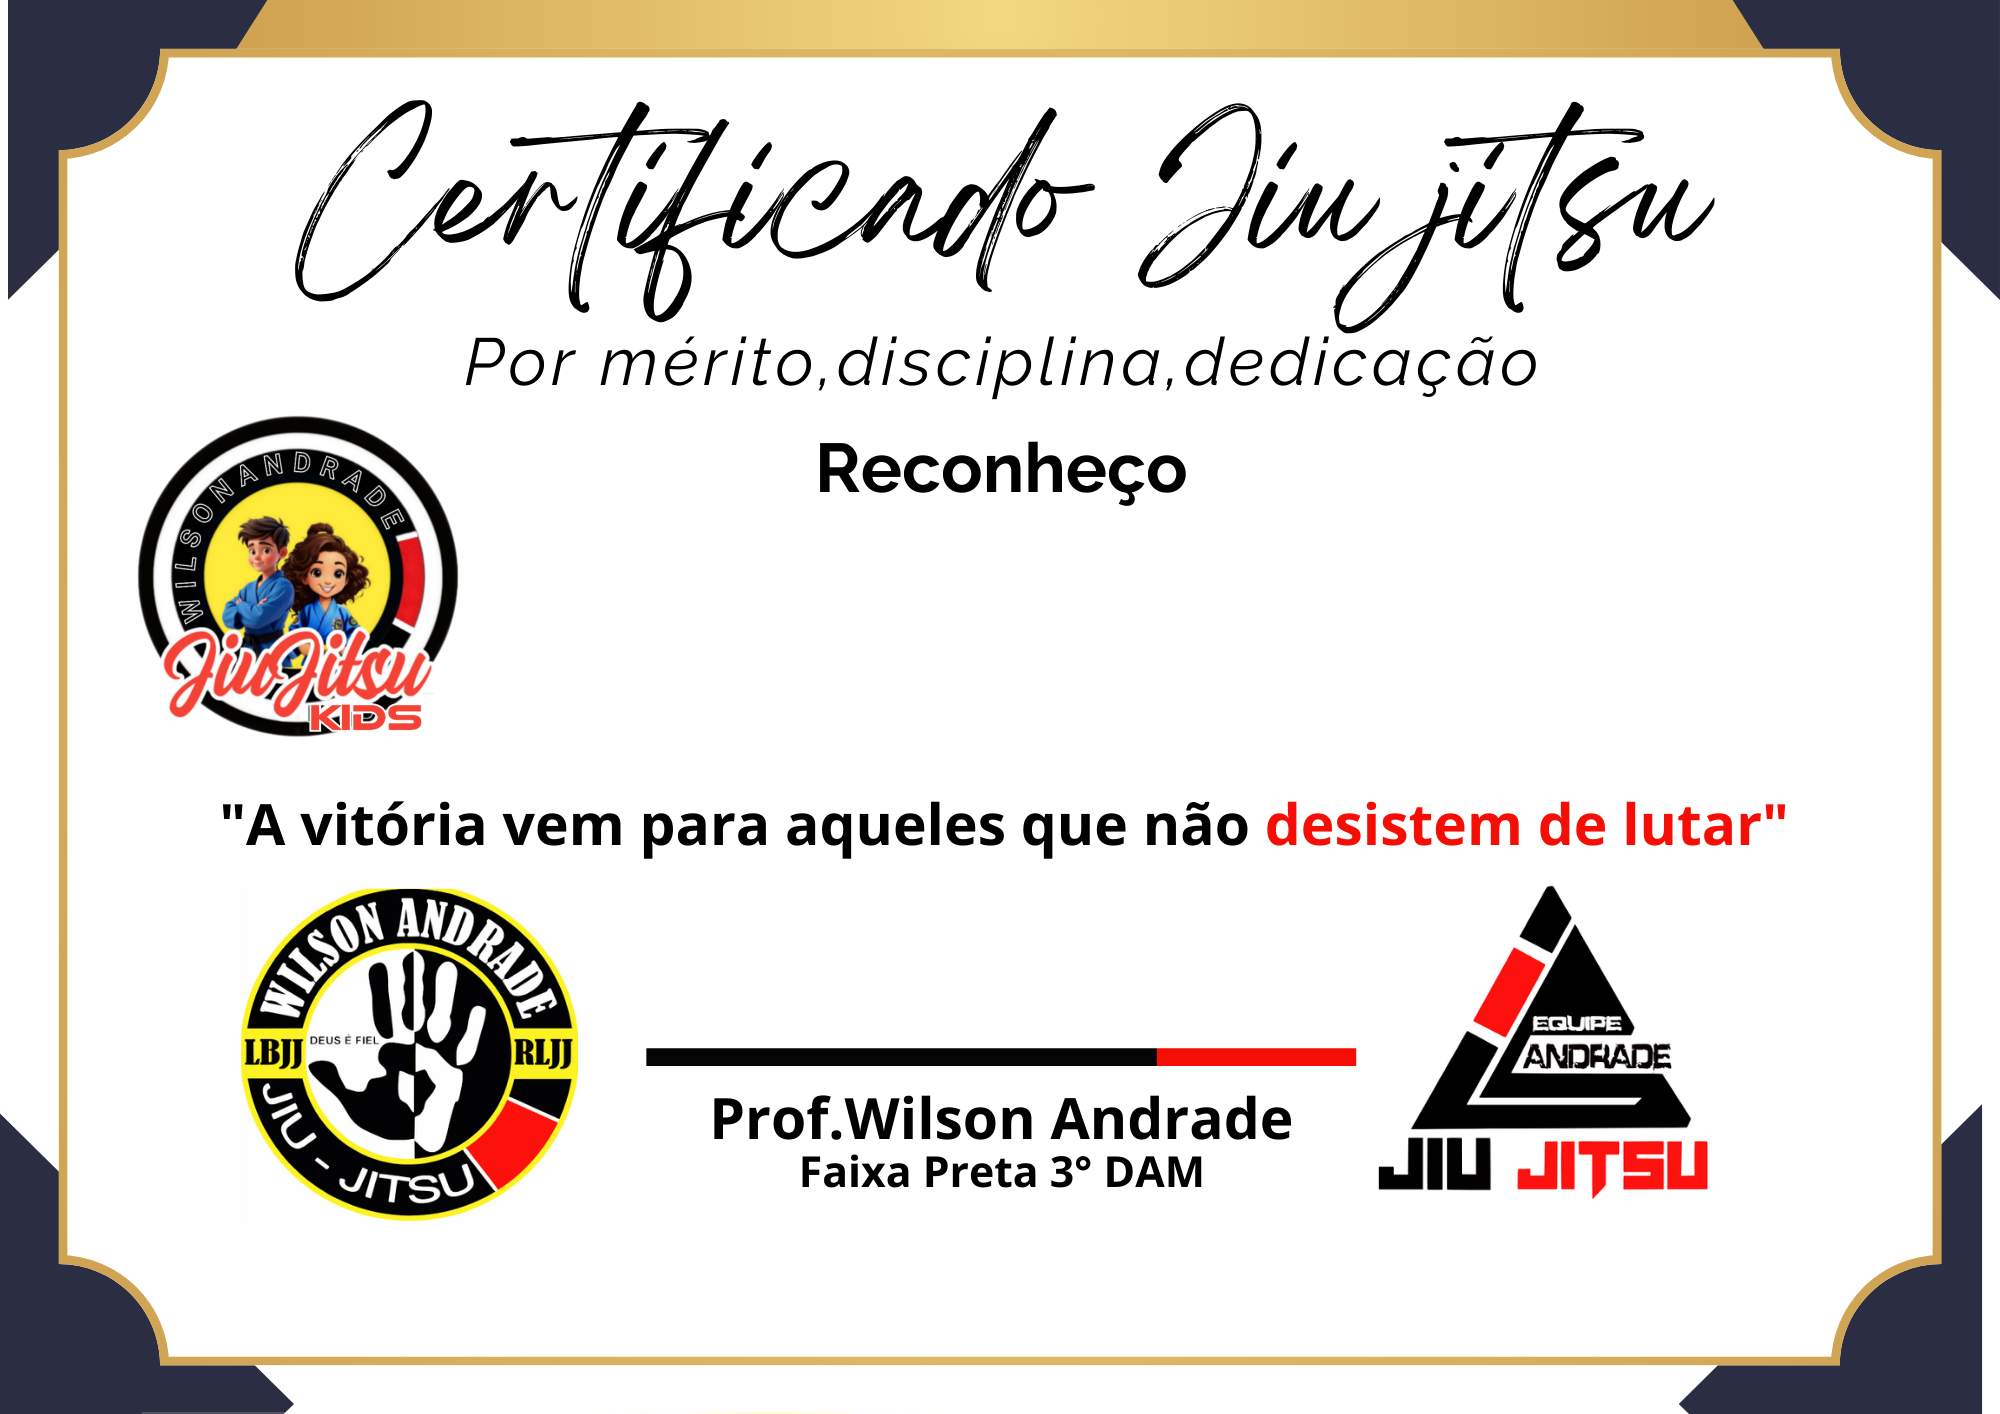 Certificado Jiu jitsu
Por mérito,disciplina,dedicação
Reconheço
WILSON ANDRADE
JiuJitsu
KIDS
"A vitória vem para aqueles que não desistem de lutar"
WILSON ANDRADE
LBJJ
DEUS É FIEL
RLJJ
JIU - JITSU
EQUIPE
ANDRADE
JIU JITSU
Prof.Wilson Andrade
Faixa Preta 3° DAM